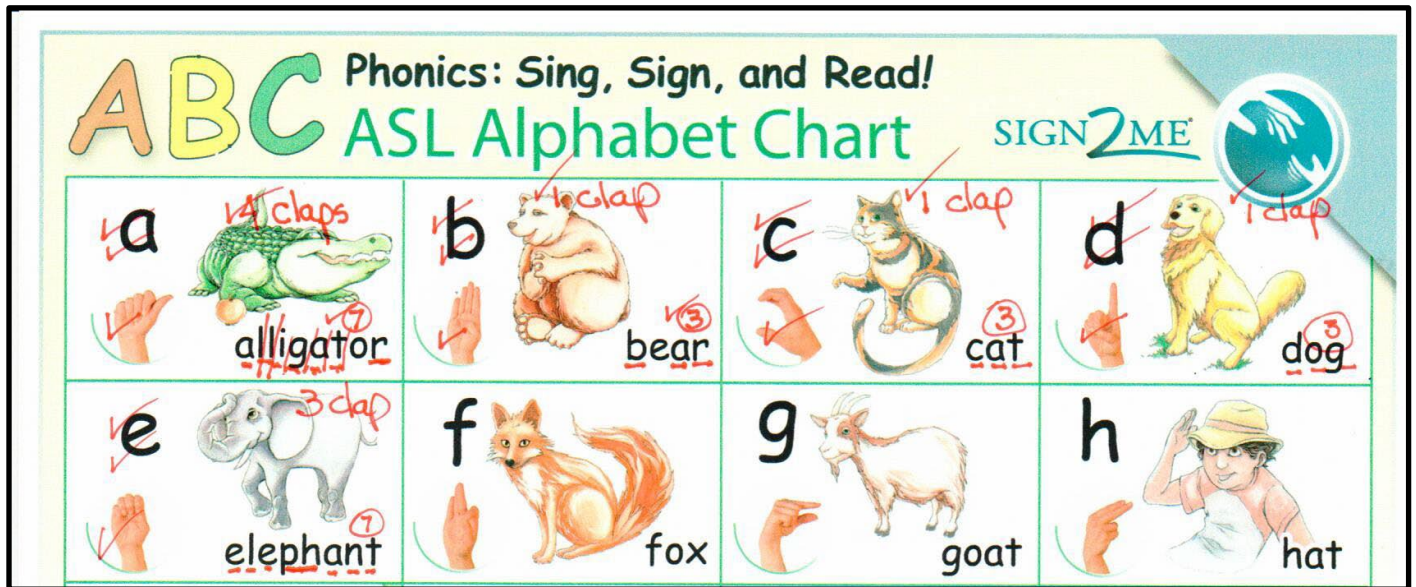 ABC Phonics: Sing, Sign, and Read!
ASL Alphabet Chart
SIGN2ME
a
4 claps
7
alligator
b
1 clap
3
bear
c
1 clap
3
cat
d
1 clap
3
dog
e
3 clap
7
elephant
f
fox
g
goat
h
hat